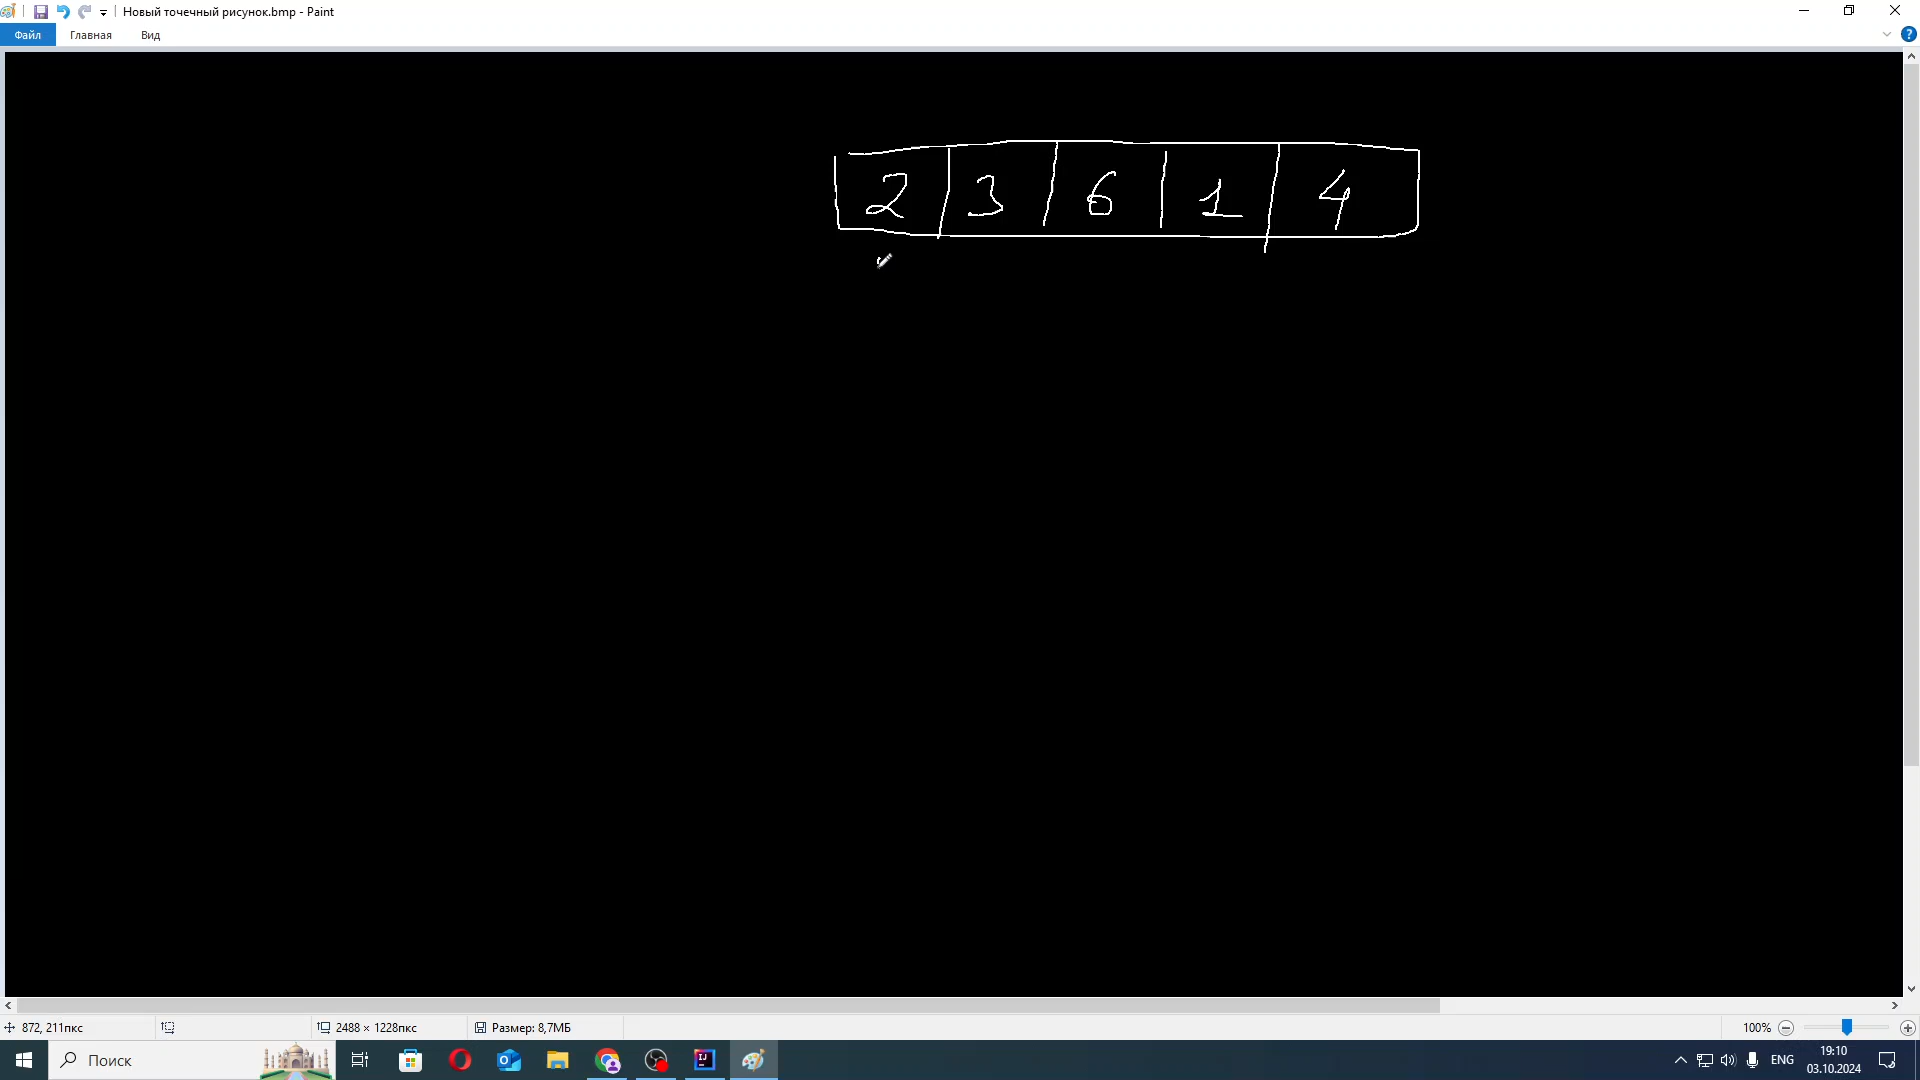 Новый точечный рисунок.bmp - Paint
Файл Главная Вид
2 3 6 1 4
872, 211пкс 2488 × 1228пкс Размер: 8,7МБ 100%
Поиск ENG 19:10
03.10.2024